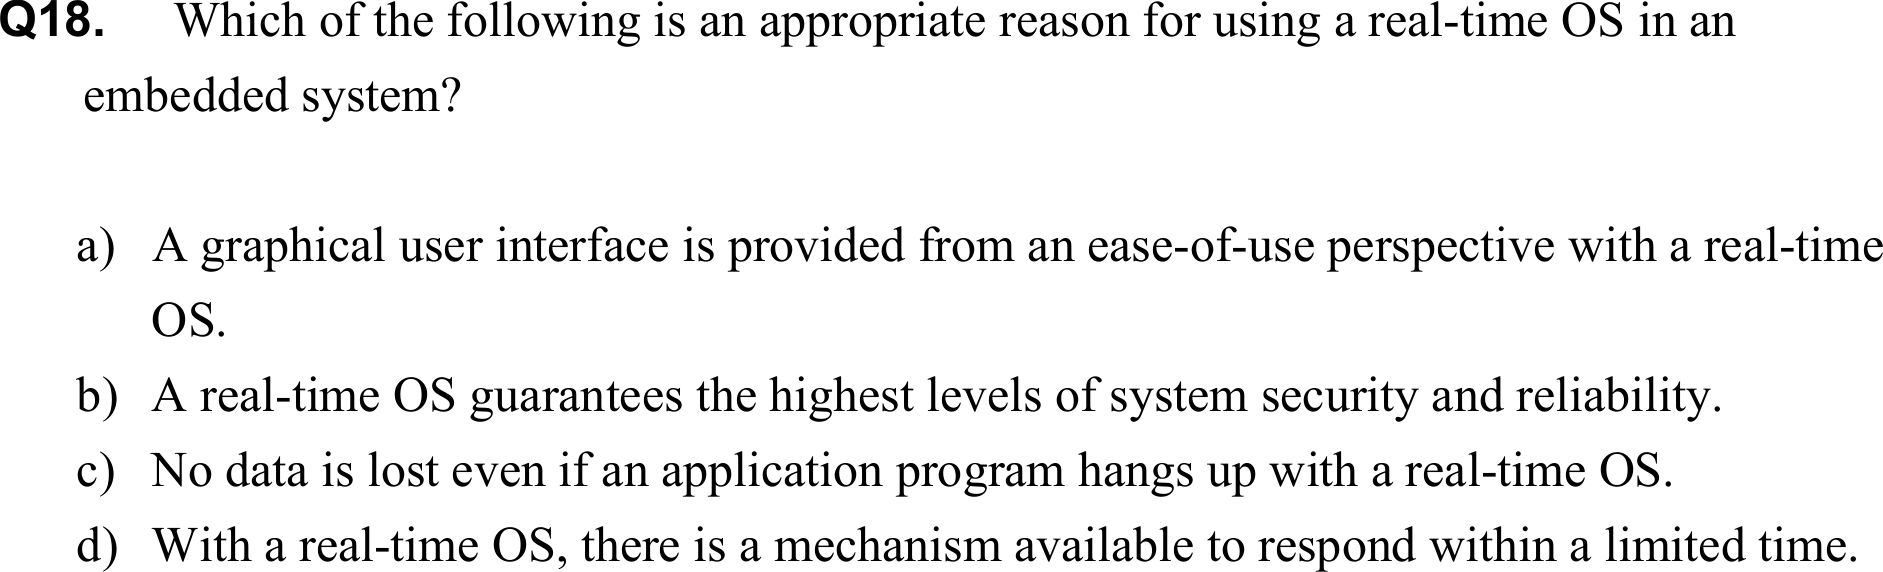 Q18. Which of the following is an appropriate reason for using a real-time OS in an
embedded system?
a) A graphical user interface is provided from an ease-of-use perspective with a real-time
OS.
b) A real-time OS guarantees the highest levels of system security and reliability.
c) No data is lost even if an application program hangs up with a real-time OS.
d) With a real-time OS, there is a mechanism available to respond within a limited time.